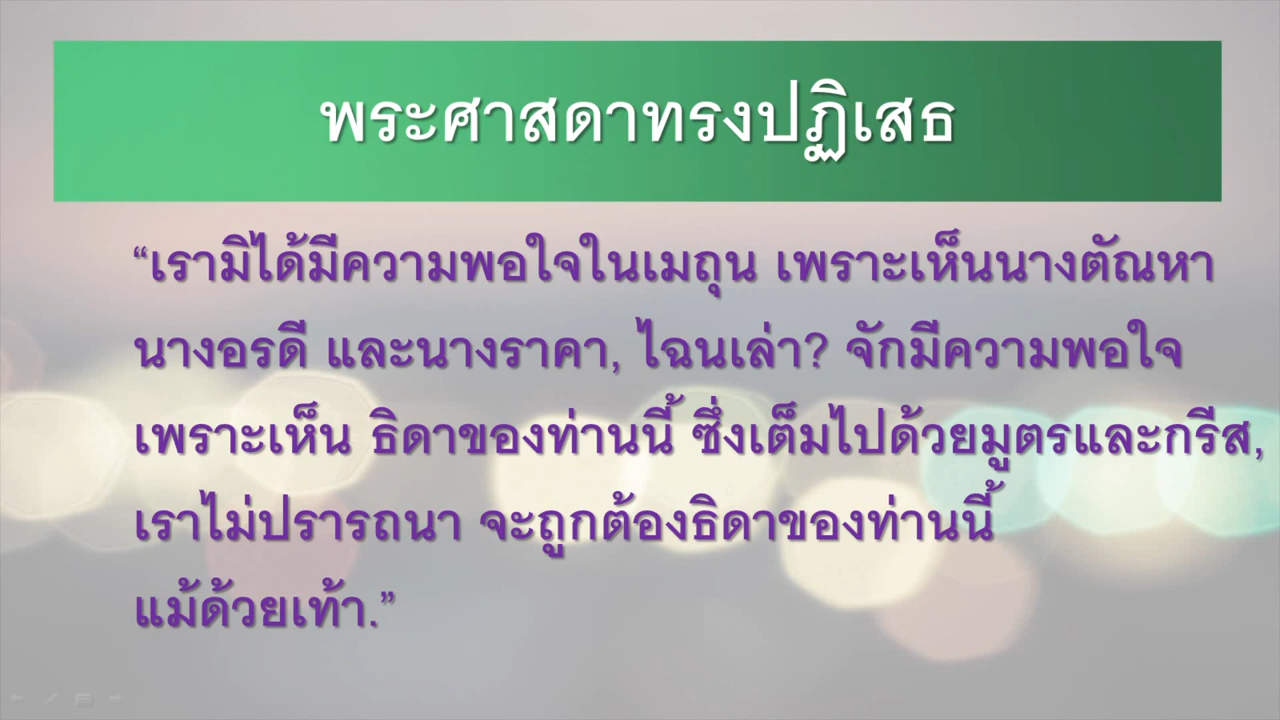 พระศาสดาทรงปฏิเสธ
“เรามิได้มีความพอใจในเมถุน เพราะเห็นนางตัณหา
นางอรดี และนางราคา, ไฉนเล่า? จักมีความพอใจ
เพราะเห็น ธิดาของท่านนี้ ซึ่งเต็มไปด้วยมูตรและกรีส,
เราไม่ปรารถนา จะถูกต้องธิดาของท่านนี้
แม้ด้วยเท้า.”